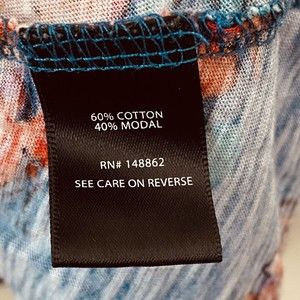 60% COTTON
40% MODAL
RN# 148862
SEE CARE ON REVERSE